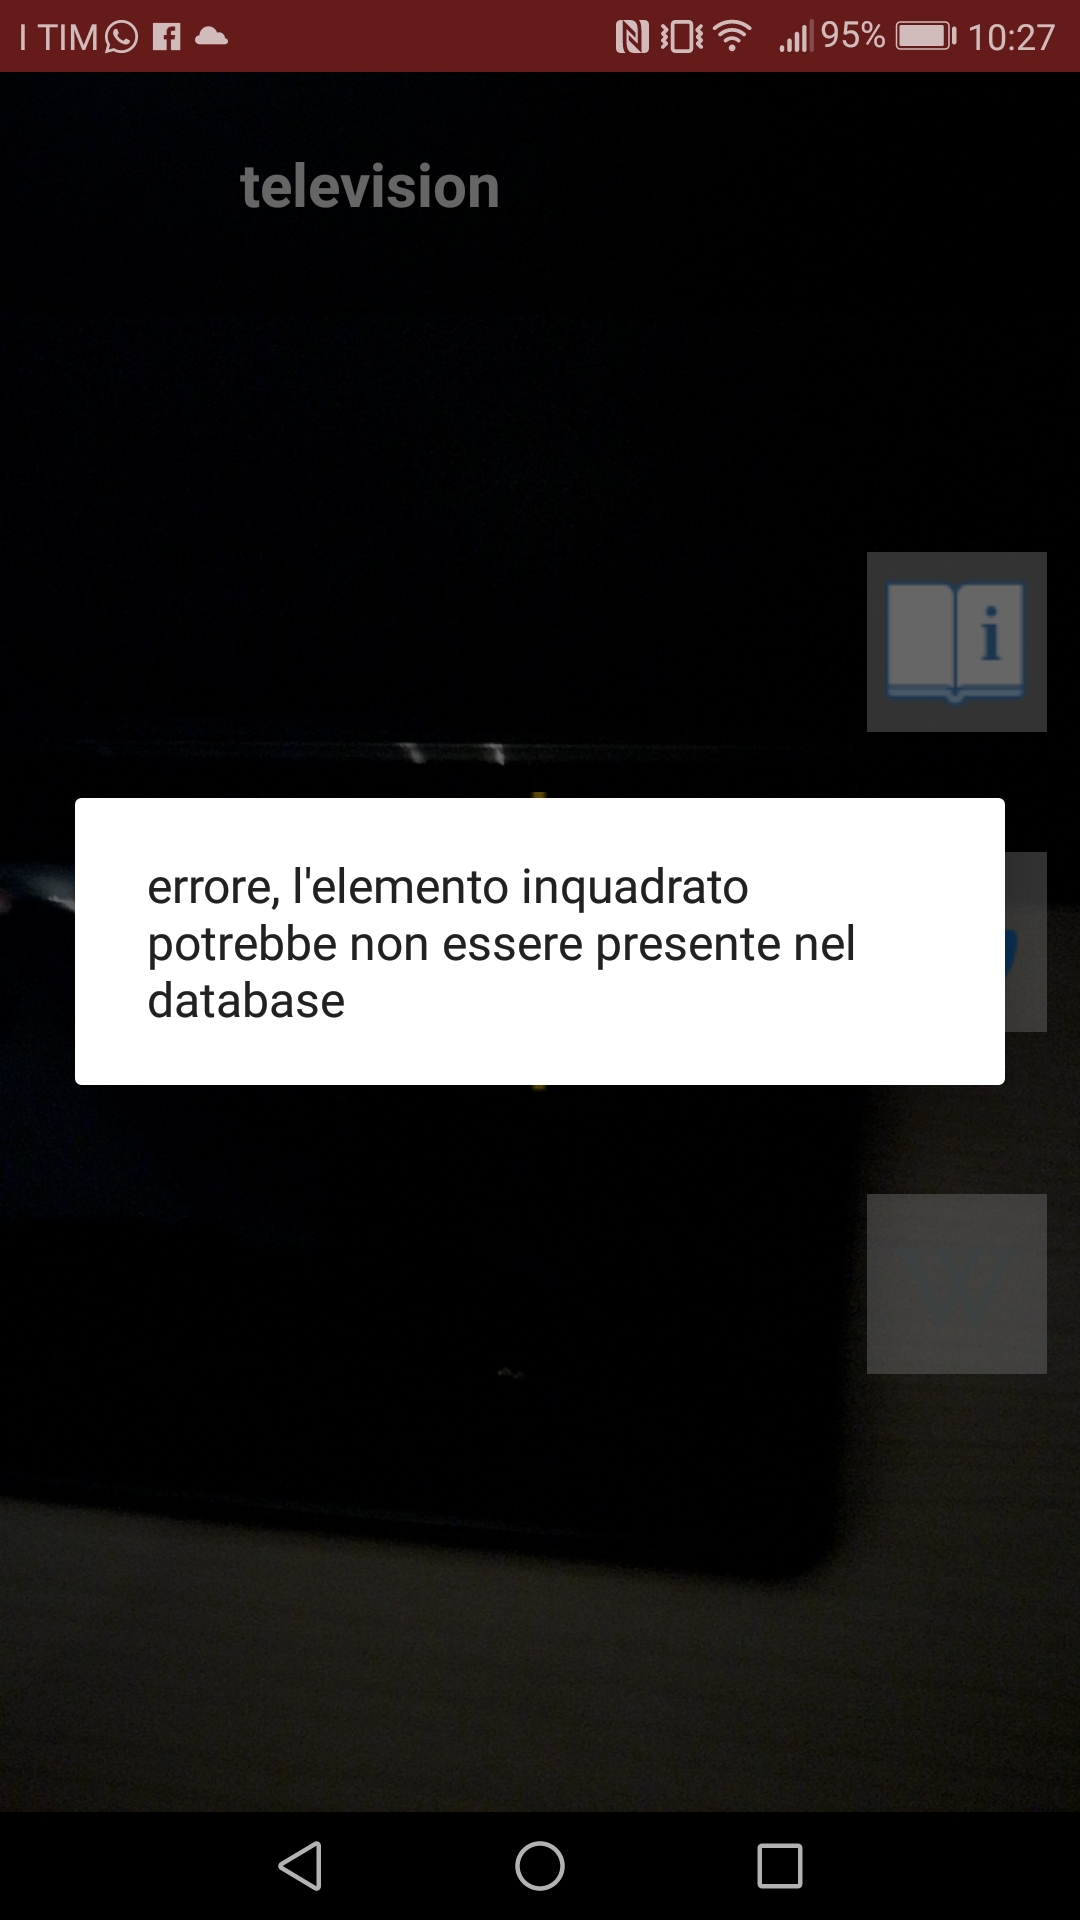 I TIM 95% 10:27
television
i
errore, l'elemento inquadrato
potrebbe non essere presente nel
database
W